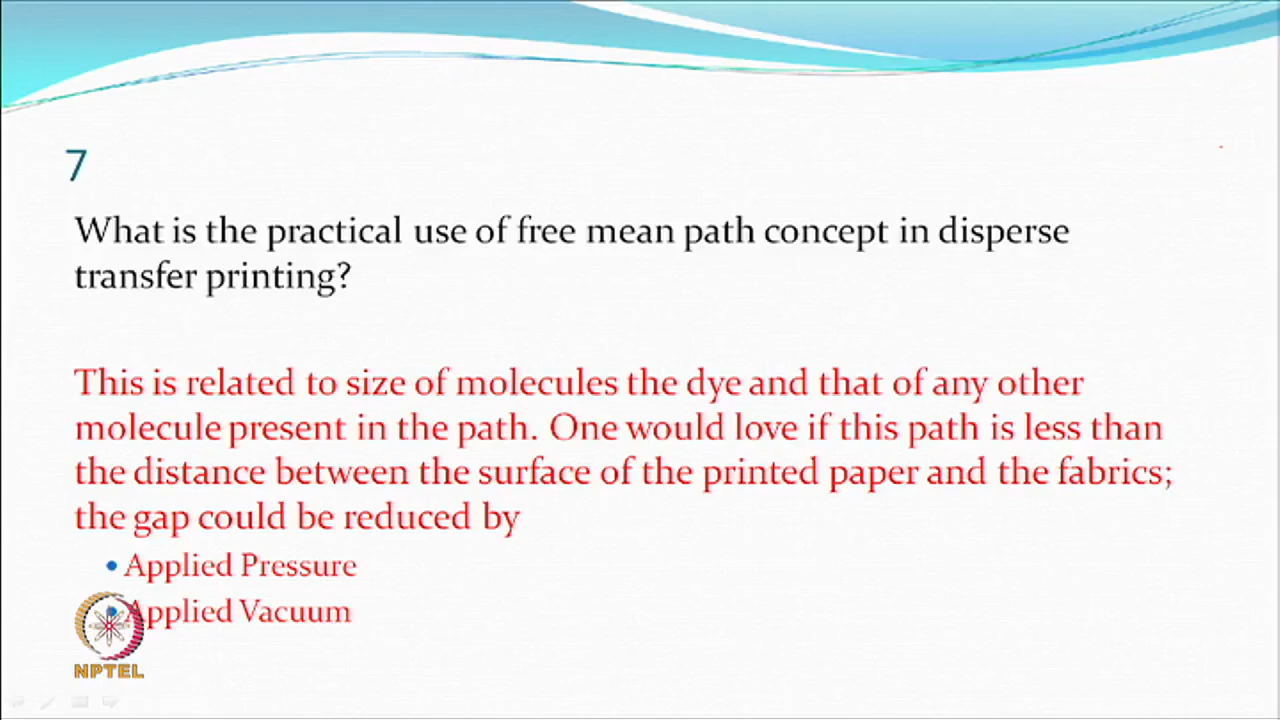 7
What is the practical use of free mean path concept in disperse
transfer printing?
This is related to size of molecules the dye and that of any other
molecule present in the path. One would love if this path is less than
the distance between the surface of the printed paper and the fabrics;
the gap could be reduced by
• Applied Pressure
• Applied Vacuum
NPTEL